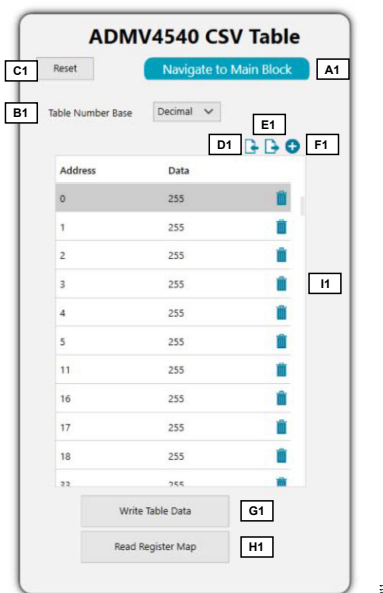 ADMV4540 CSV Table
C1 Reset Navigate to Main Block A1
B1 Table Number Base Decimal
E1
D1 F1
Address Data
0 255
1 255
2 255
3 255 I1
4 255
5 255
11 255
16 255
17 255
18 255
33 255
Write Table Data G1
Read Register Map H1